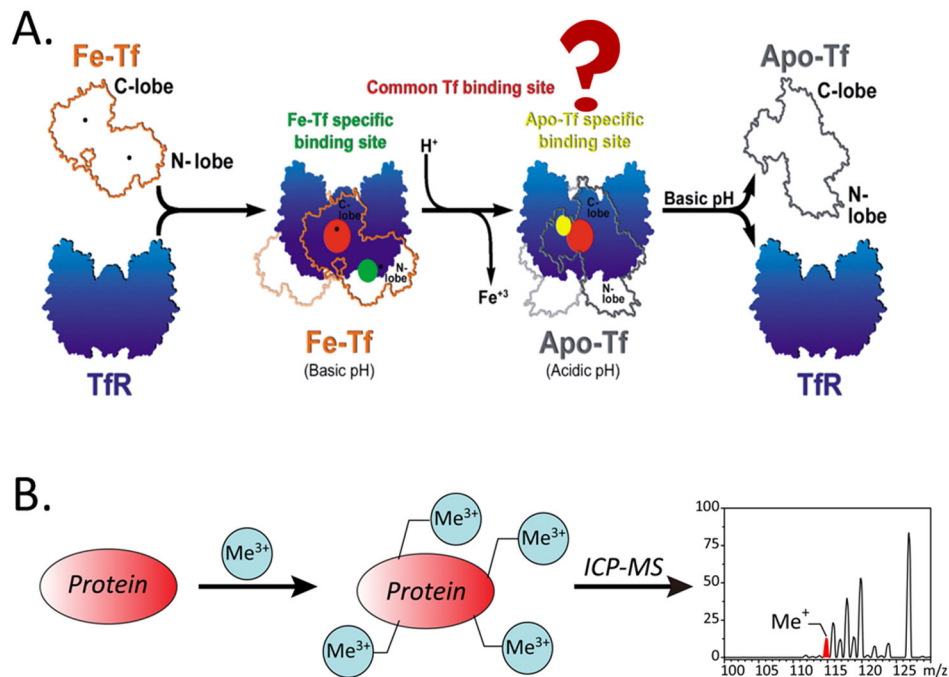 A.
Fe-Tf
C-lobe
N-lobe
TfR
Common Tf binding site
?
Fe-Tf specific
binding site
C-
lobe
N-
lobe
Fe-Tf
(Basic pH)
H⁺
Fe⁺³
Apo-Tf specific
binding site
C-
lobe
N-
lobe
Apo-Tf
(Acidic pH)
Basic pH
Apo-Tf
C-lobe
N-
lobe
TfR
B.
Protein
Me³⁺
Me³⁺
Me³⁺
Protein
Me³⁺
Me³⁺
ICP-MS
100
75
50
25
0
Me⁺
100 105 110 115 120 125 m/z